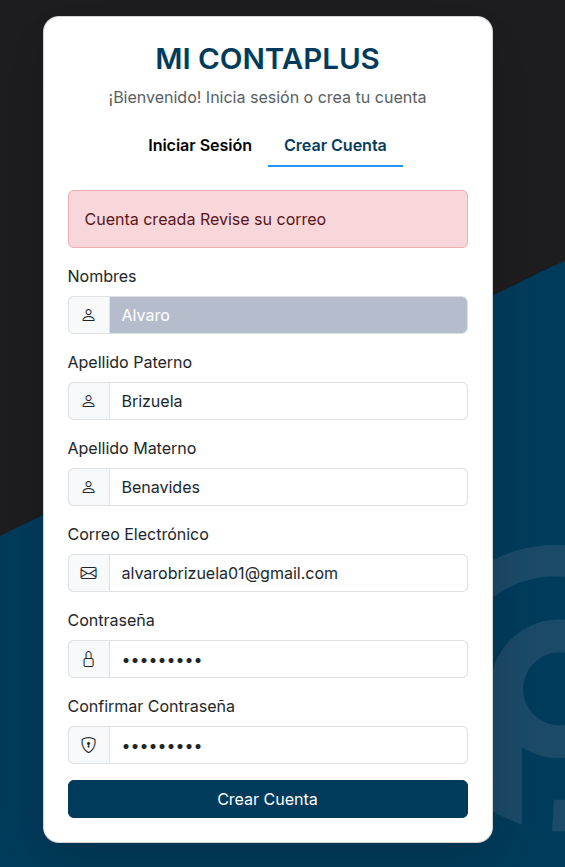 MI CONTAPLUS
¡Bienvenido! Inicia sesión o crea tu cuenta
Iniciar Sesión Crear Cuenta
Cuenta creada Revise su correo
Nombres
Alvaro
Apellido Paterno
Brizuela
Apellido Materno
Benavides
Correo Electrónico
alvarobrizuela01@gmail.com
Contraseña
•••••••••
Confirmar Contraseña
•••••••••
Crear Cuenta